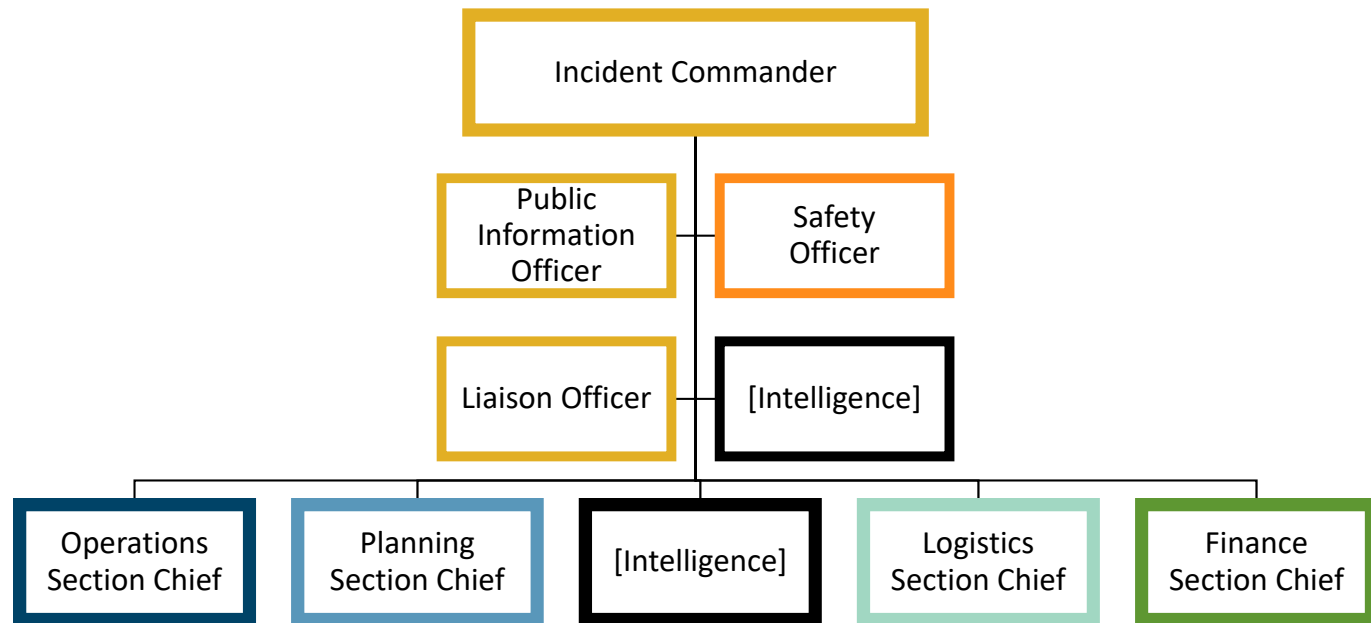 Incident Commander
Public
Information
Officer
Safety
Officer
Liaison Officer
[Intelligence]
Operations
Section Chief
Planning
Section Chief
[Intelligence]
Logistics
Section Chief
Finance
Section Chief